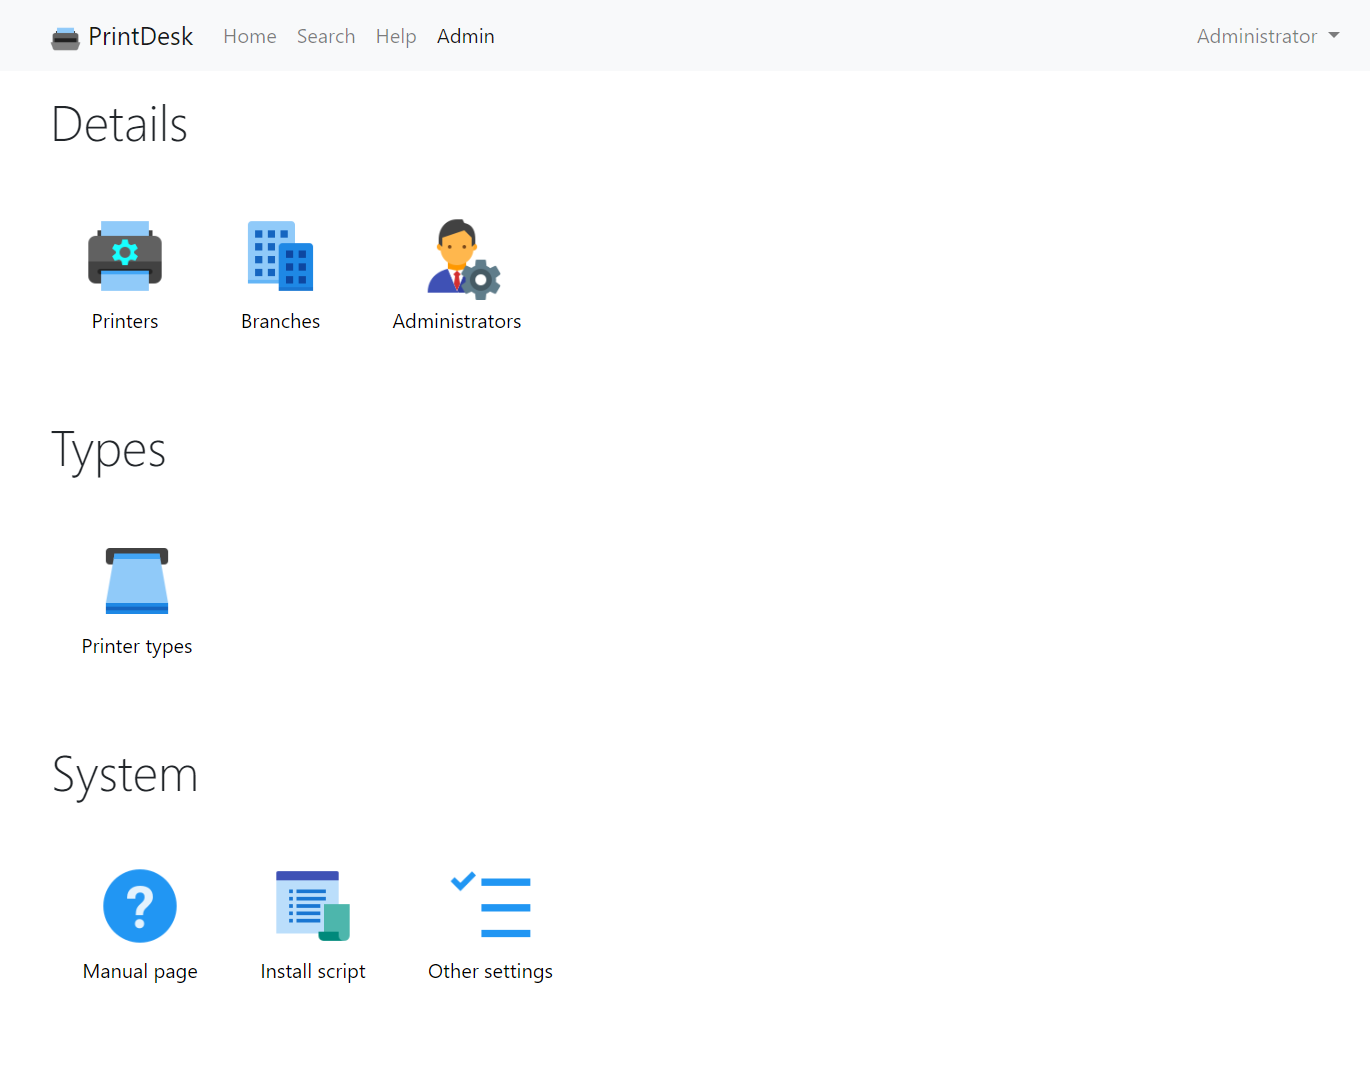 PrintDesk Home Search Help Admin Administrator
Details
Printers Branches Administrators
Types
Printer types
System
?
Manual page Install script Other settings